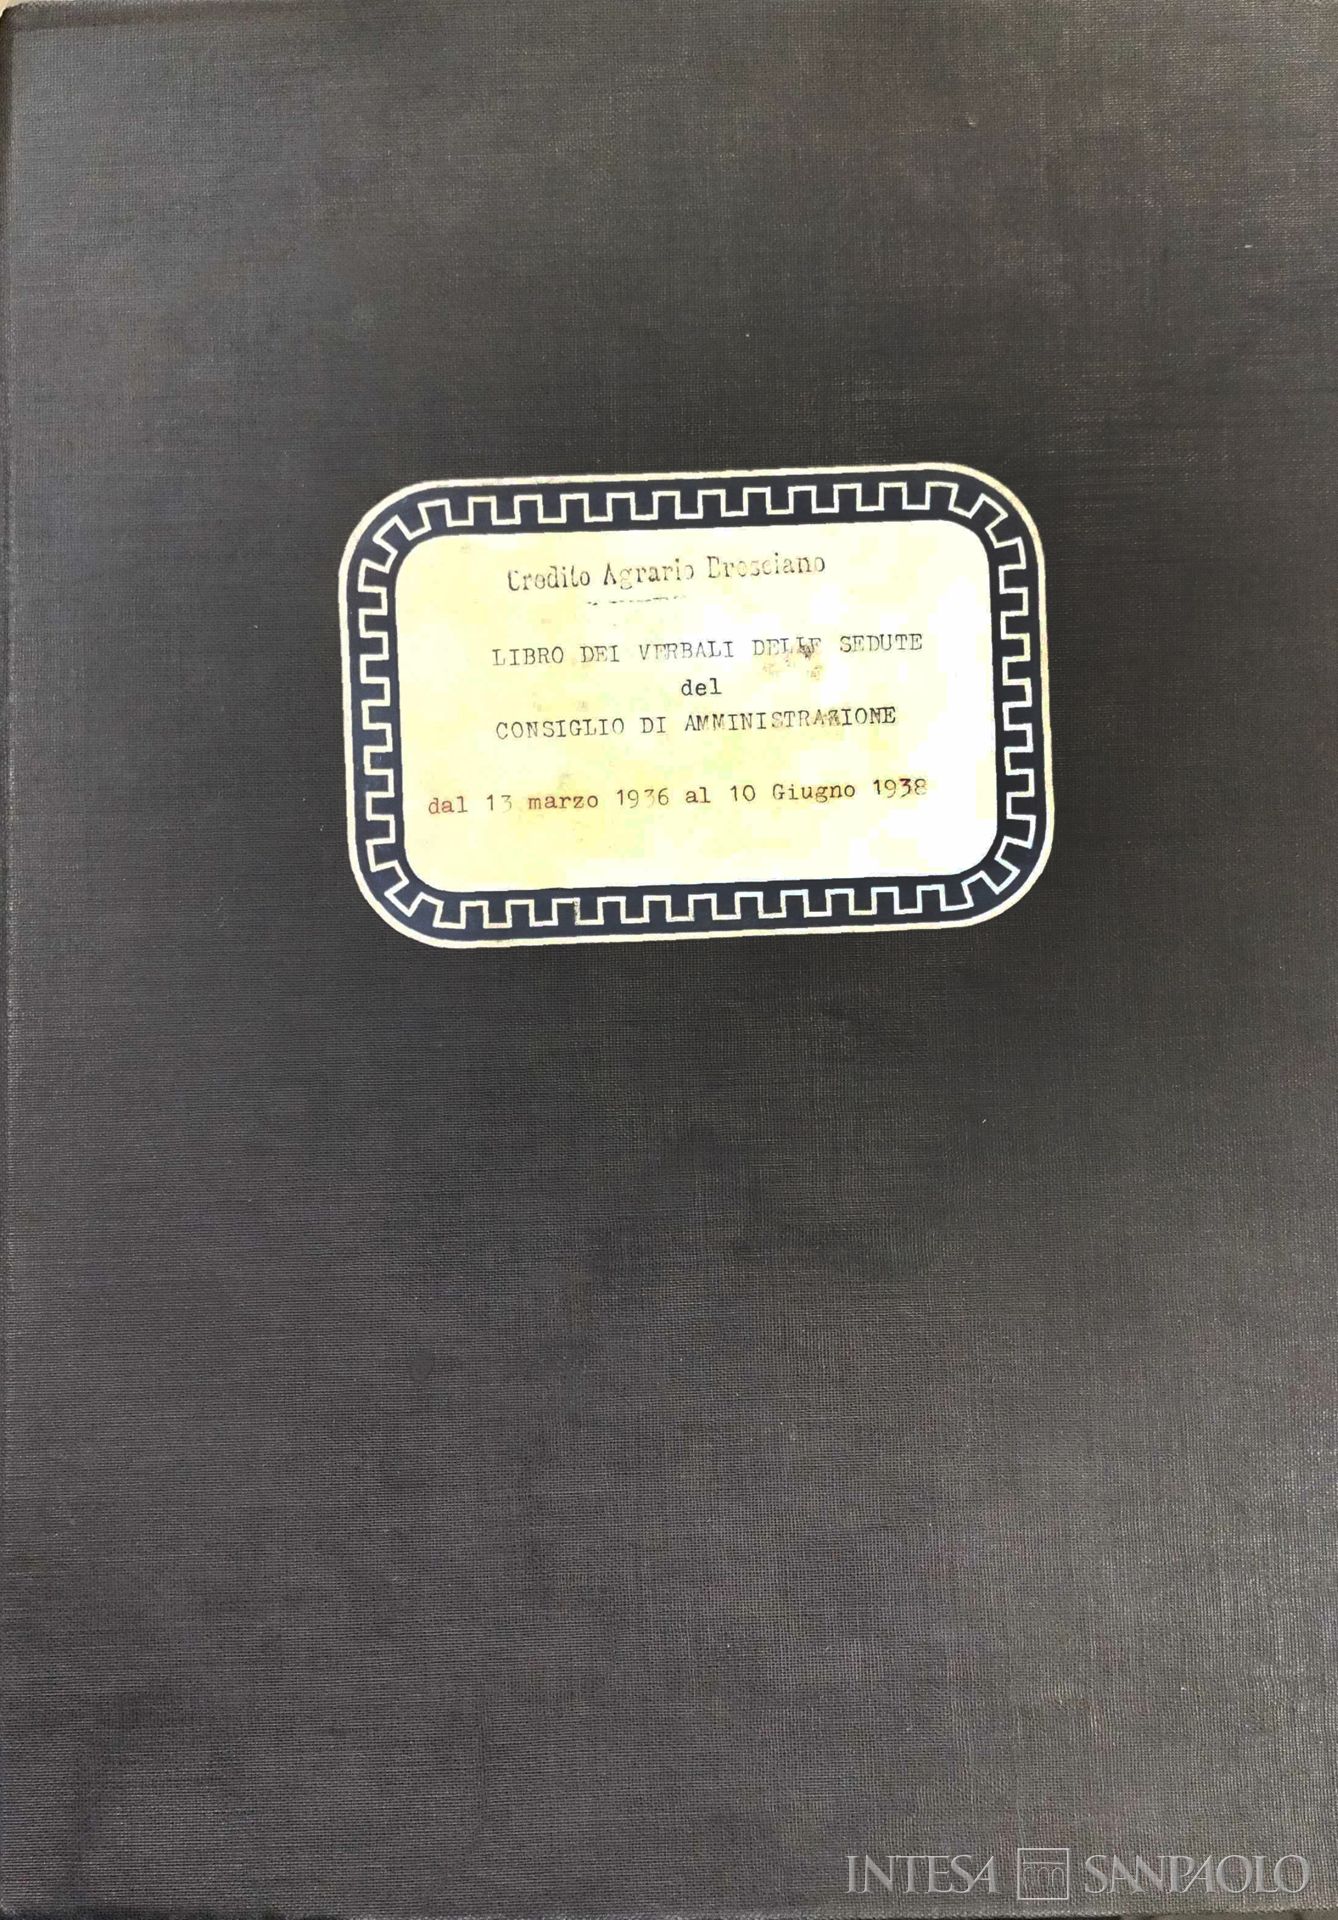 Credito Agrario Bresciano
LIBRO DEI VERBALI DELLE SEDUTE
del
CONSIGLIO DI AMMINISTRAZIONE
dal 13 marzo 1936 al 10 Giugno 1938
INTESA SANPAOLO